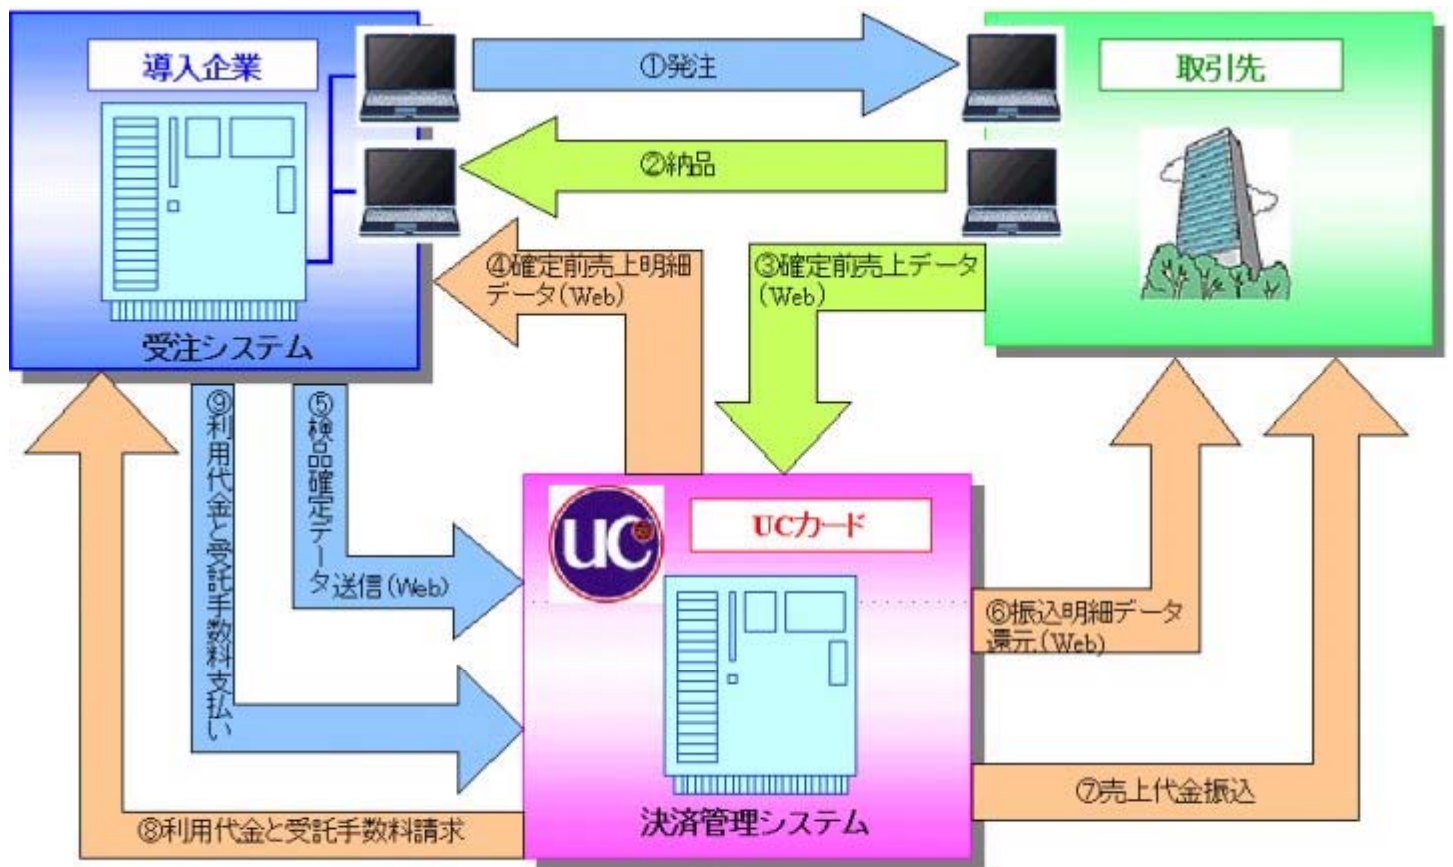 導入企業
①発注
取引先
②納品
④確定前売上明細
データ(Web)
③確定前売上データ
(Web)
受注システム
⑨利用代金と受託手数料支払い
⑤検品確定データ送信(Web)
UC
UCカード
⑥振込明細データ
還元(Web)
⑦売上代金振込
⑧利用代金と受託手数料請求
決済管理システム